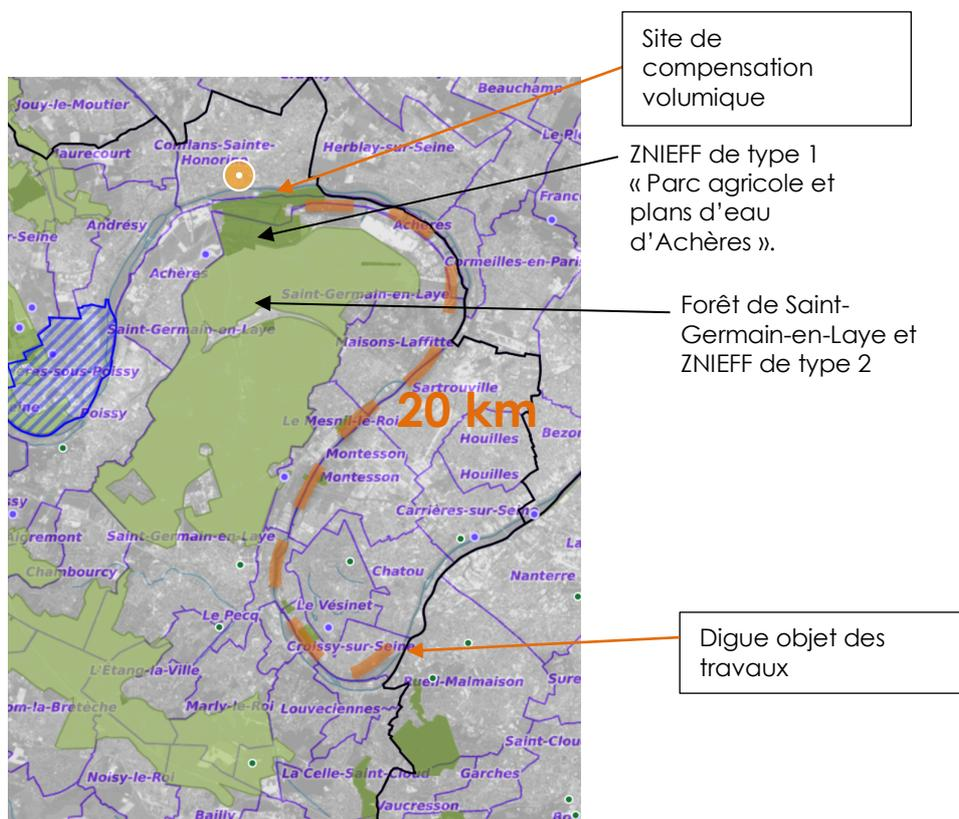 Site de
compensation
volumique
ZNIEFF de type 1
« Parc agricole et
plans d’eau
d’Achères ».
Forêt de Saint-
Germain-en-Laye et
ZNIEFF de type 2
Digue objet des
travaux
20 km
Beauchamp
Jouy-le-Moutier
Conflans-Sainte-
Honorine
Herblay-sur-Seine
Andrésy
Achères
Achères
Cormeilles-en-Paris
Saint-Germain-en-Laye
Saint-Germain-en-Laye
Maisons-Laffitte
Poissy
Sartrouville
Le Mesnil-le-Roi
Houilles
Montesson
Montesson
Houilles
Carrières-sur-Seine
Saint-Germain-en-Laye
Chambourcy
Chatou
Nanterre
Le Vésinet
Le Pecq
Croissy-sur-Seine
L'Étang-la-Ville
Rueil-Malmaison
Marly-le-Roi
Louveciennes
Noisy-le-Roi
La Celle-Saint-Cloud
Garches
Vaucresson
Bailly